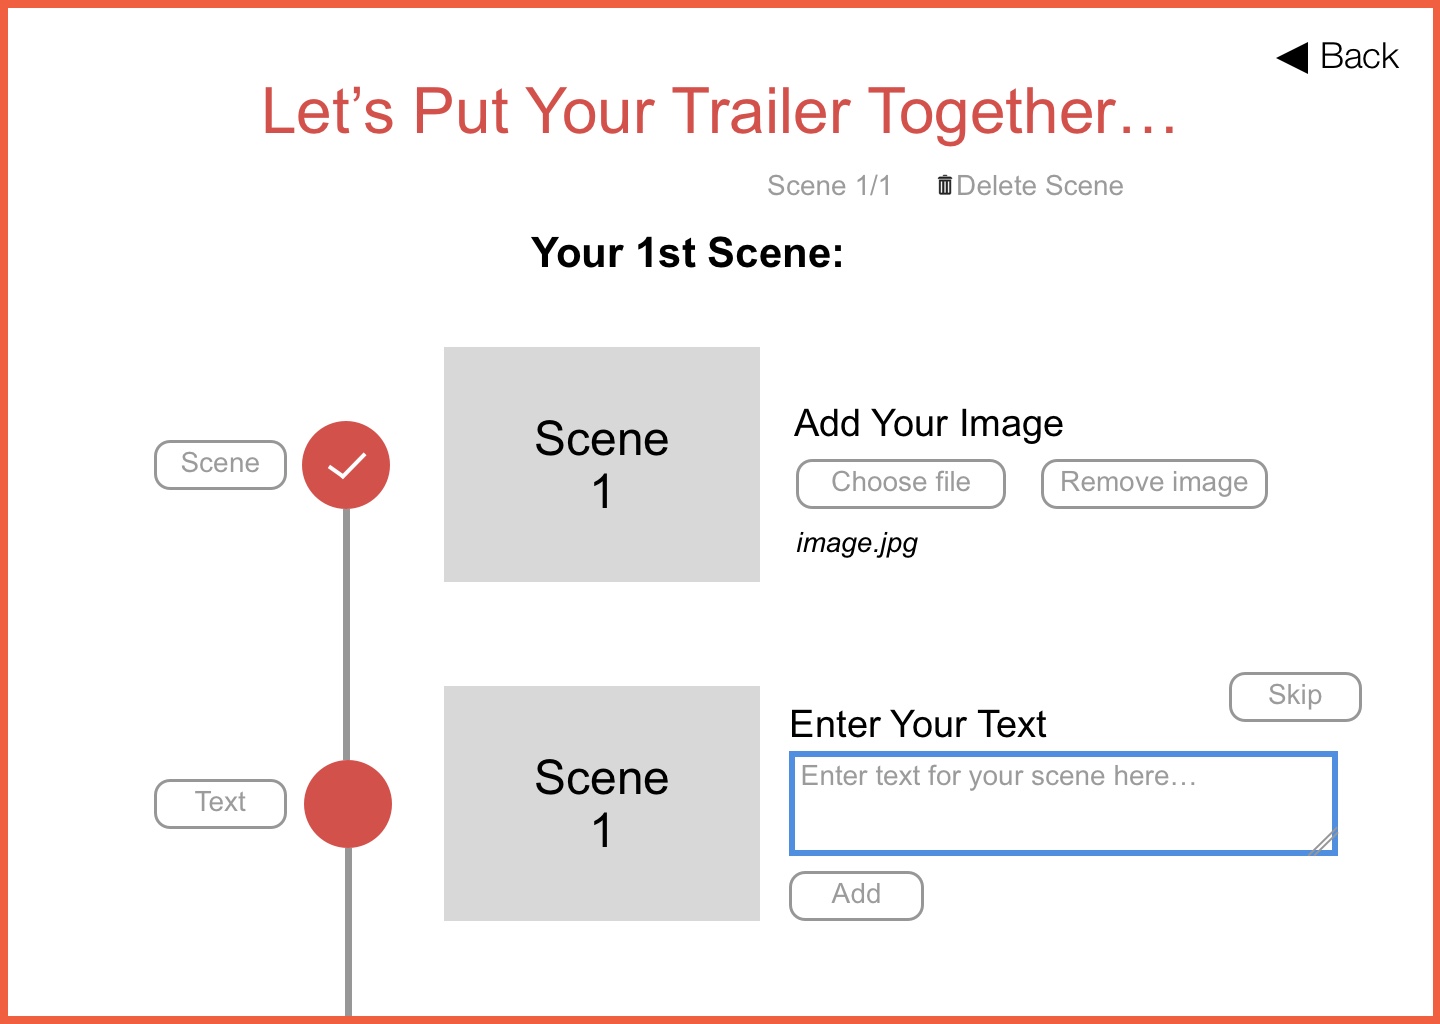 Back
Let’s Put Your Trailer Together…
Scene 1/1
Delete Scene
Your 1st Scene:
Scene
Scene
1
Add Your Image
Choose file
Remove image
image.jpg
Skip
Text
Scene
1
Enter Your Text
Enter text for your scene here…
Add